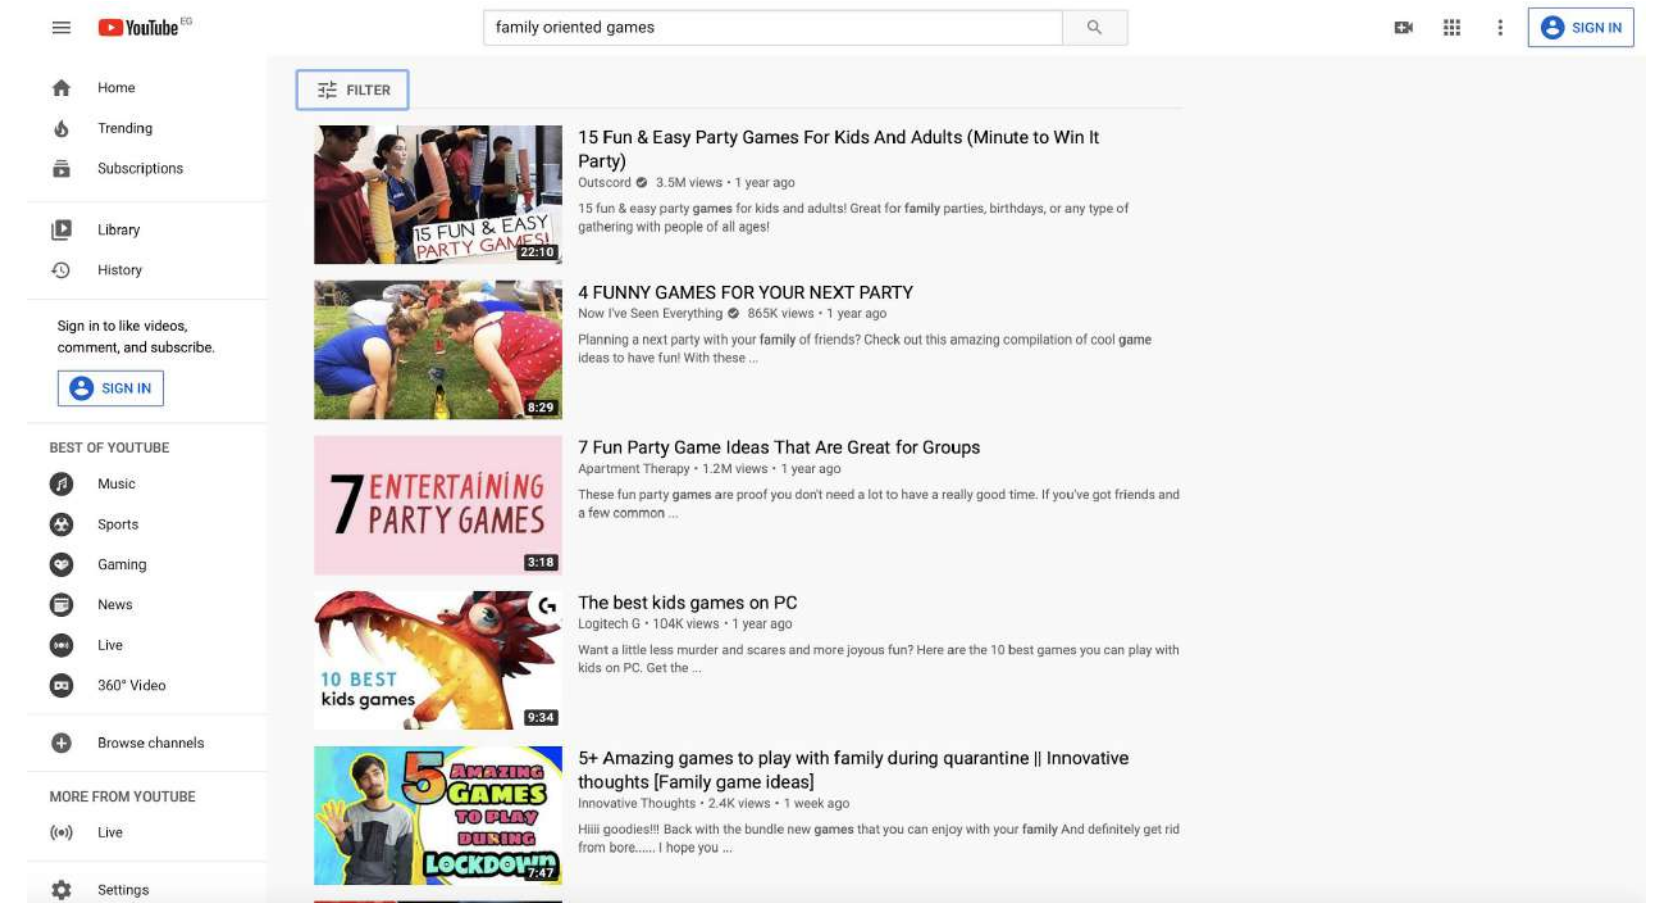 YouTube EG
family oriented games
SIGN IN
Home
Trending
Subscriptions
Library
History
Sign in to like videos,
comment, and subscribe.
SIGN IN
BEST OF YOUTUBE
Music
Sports
Gaming
News
Live
360° Video
Browse channels
MORE FROM YOUTUBE
Live
Settings
FILTER
15 FUN & EASY
PARTY GAMES!
22:10
15 Fun & Easy Party Games For Kids And Adults (Minute to Win It
Party)
Outscord 3.5M views • 1 year ago
15 fun & easy party games for kids and adults! Great for family parties, birthdays, or any type of
gathering with people of all ages!
8:29
4 FUNNY GAMES FOR YOUR NEXT PARTY
Now I've Seen Everything 865K views • 1 year ago
Planning a next party with your family of friends? Check out this amazing compilation of cool game
ideas to have fun! With these ...
7 ENTERTAINING
PARTY GAMES
3:18
7 Fun Party Game Ideas That Are Great for Groups
Apartment Therapy • 1.2M views • 1 year ago
These fun party games are proof you don't need a lot to have a really good time. If you've got friends and
a few common ...
10 BEST
kids games
9:34
The best kids games on PC
Logitech G • 104K views • 1 year ago
Want a little less murder and scares and more joyous fun? Here are the 10 best games you can play with
kids on PC. Get the ...
5 AMAZING
GAMES
TO PLAY
DURING
LOCKDOWN
7:47
5+ Amazing games to play with family during quarantine || Innovative
thoughts [Family game ideas]
Innovative Thoughts • 2.4K views • 1 week ago
Hiiii goodies!!! Back with the bundle new games that you can enjoy with your family And definitely get rid
from bore...... I hope you ...